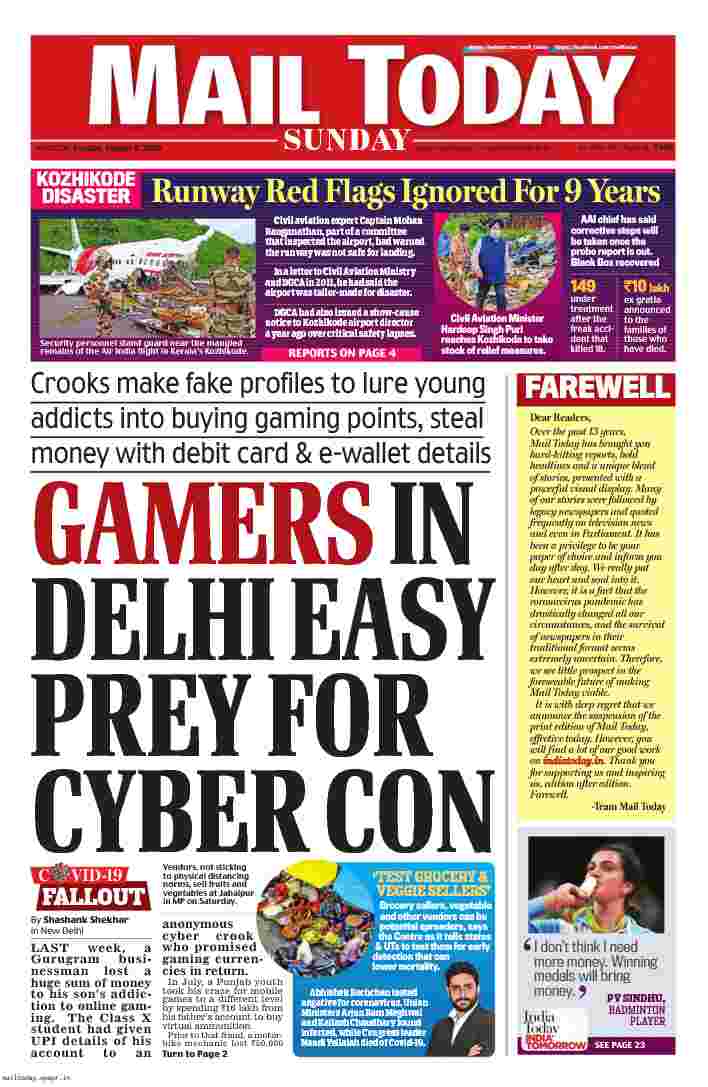 MAIL TODAY
SUNDAY
KOZHIKODE
DISASTER
Runway Red Flags Ignored For 9 Years
Security personnel stand guard near the mangled
remains of the Air India flight in Kerala's Kozhikode.
Civil aviation expert Captain Mohan
Ranganathan, part of a committee
that inspected the airport, had warned
the runway was not safe for landing.
In a letter to Civil Aviation Ministry
and DGCA in 2011, he had said the
airport was tailor-made for disaster.
DGCA had also issued a show-cause
notice to Kozhikode airport director
a year ago over critical safety lapses.
REPORTS ON PAGE 4
Civil Aviation Minister
Hardeep Singh Puri
reaches Kozhikode to take
stock of relief measures.
AAI chief has said
corrective steps will
be taken once the
probe report is out.
Black Box recovered
149
under
treatment
after the
freak acci-
dent that
killed 18.
₹10 lakh
ex gratia
announced
to the
families of
those who
have died.
Crooks make fake profiles to lure young
addicts into buying gaming points, steal
money with debit card & e-wallet details
GAMERS IN
DELHI EASY
PREY FOR
CYBER CON
FAREWELL
Dear Readers,
Over the past 13 years,
Mail Today has brought you
hard-hitting reports, bold
headlines and a unique blend
of stories, presented with a
powerful visual display. Many
of our stories were followed by
legacy newspapers and quoted
frequently on television news
and even in Parliament. It has
been a privilege to be your
paper of choice and inform you
day after day. We really put
our heart and soul into it.
However, it is a fact that the
coronavirus pandemic has
drastically changed all our
circumstances, and the survival
of newspapers in their
traditional format seems
extremely uncertain. Therefore,
we see little prospect in the
foreseeable future of making
Mail Today viable.
It is with deep regret that we
announce the suspension of the
print edition of Mail Today,
effective today. However, you
will find a lot of our good work
on indiatoday.in. Thank you
for supporting us and inspiring
us, edition after edition.
Farewell.
-Team Mail Today
COVID-19
FALLOUT
By Shashank Shekhar
in New Delhi
LAST week, a
Gurugram busi-
nessman lost a
huge sum of money
to his son's addic-
tion to online gam-
ing. The Class X
student had given
UPI details of his
account to an
Vendors, not sticking
to physical distancing
norms, sell fruits and
vegetables at Jabalpur
in MP on Saturday.
anonymous
cyber crook
who promised
gaming curren-
cies in return.
In July, a Punjab youth
took his craze for mobile
games to a different level
by spending ₹16 lakh from
his father's account to buy
virtual ammunition.
Prior to that fraud, a motor-
bike mechanic lost ₹50,000
Turn to Page 2
'TEST GROCERY &
VEGGIE SELLERS'
Grocery sellers, vegetable
and other vendors can be
potential spreaders, says
the Centre as it tells states
& UTs to test them for early
detection that can
lower mortality.
Abhishek Bachchan tested
negative for coronavirus. Union
Ministers Arjun Ram Meghwal
and Kailash Choudhary found
infected, while Congress leader
Nandi Yellaiah died of Covid-19.
'I don't think I need
more money. Winning
medals will bring
money.'
PV SINDHU,
BADMINTON
PLAYER
India
Today
INDIA
TOMORROW
SEE PAGE 23
mailtoday.epapr.in